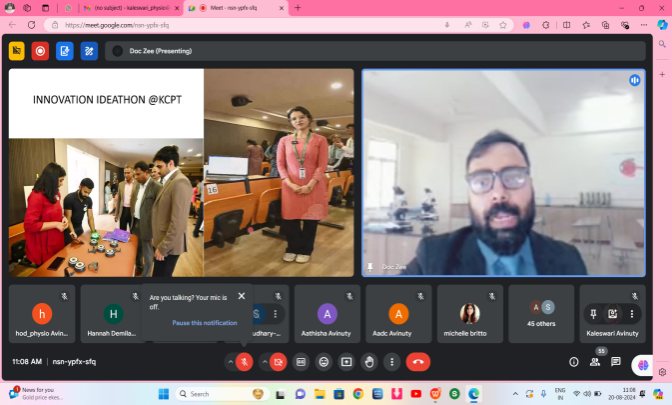 (no subject) - kaleswari_physio
Meet - nsn-ypfx-sfq
https://meet.google.com/nsn-ypfx-sfq
Doc Zee (Presenting)
INNOVATION IDEATHON @KCPT
16
Doc Zee
h
hod_physio Avin...
H
Hannah Demila...
Are you talking? Your mic is
off.
Pause this notification
S
udhary-...
A
Aathisha Avinuty
A
Aadc Avinuty
michelle britto
A S
45 others
Kaleswari Avinuty
11:08 AM | nsn-ypfx-sfq
55
News for you
Gold price ekes...
Search
ENG
IN
11:08
20-08-2024